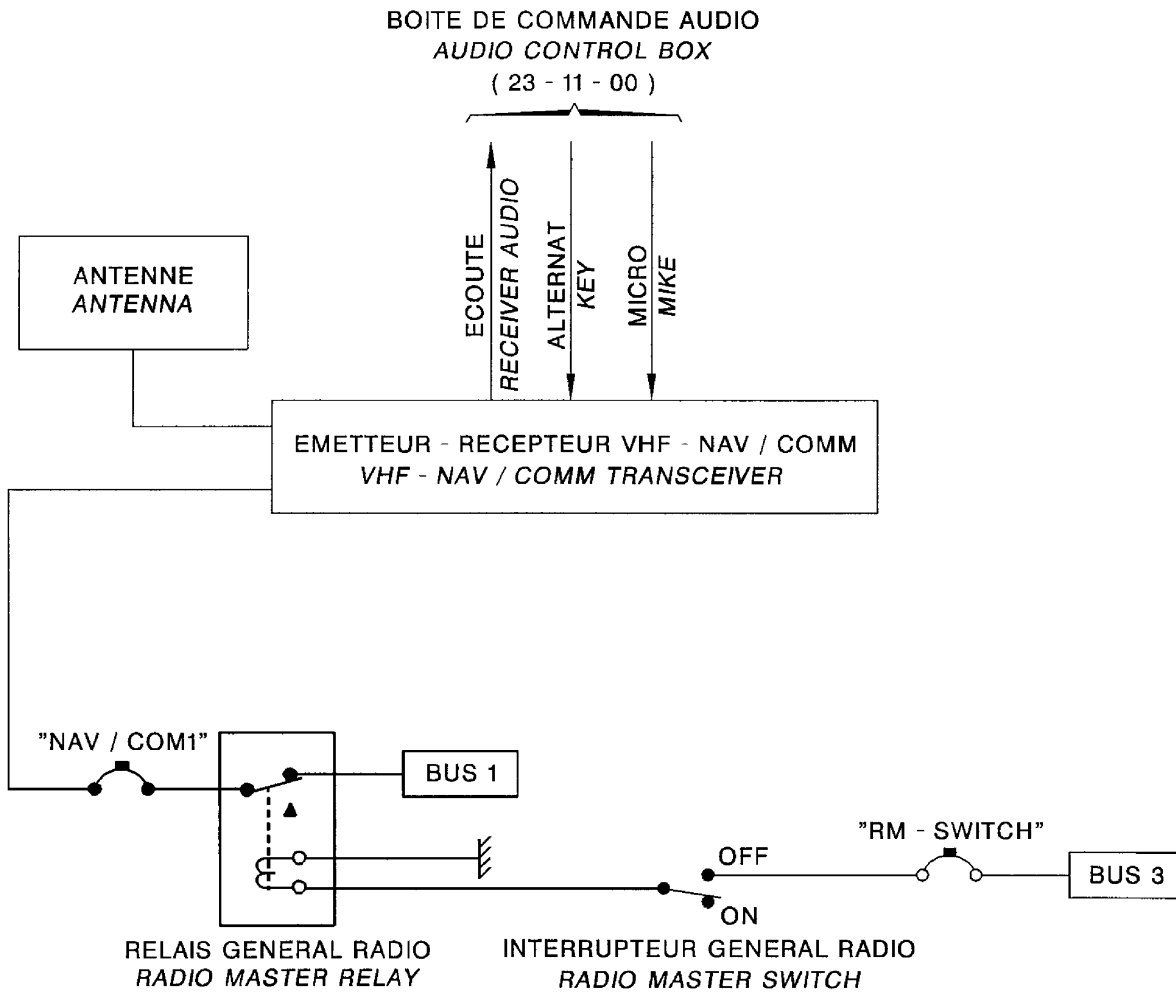 BOITE DE COMMANDE AUDIO
AUDIO CONTROL BOX
( 23 - 11 - 00 )
ECOUTE
RECEIVER AUDIO
ALTERNAT
KEY
MICRO
MIKE
ANTENNE
ANTENNA
EMETTEUR - RECEPTEUR VHF - NAV / COMM
VHF - NAV / COMM TRANSCEIVER
"NAV / COM1"
BUS 1
"RM - SWITCH"
OFF
BUS 3
ON
RELAIS GENERAL RADIO
RADIO MASTER RELAY
INTERRUPTEUR GENERAL RADIO
RADIO MASTER SWITCH